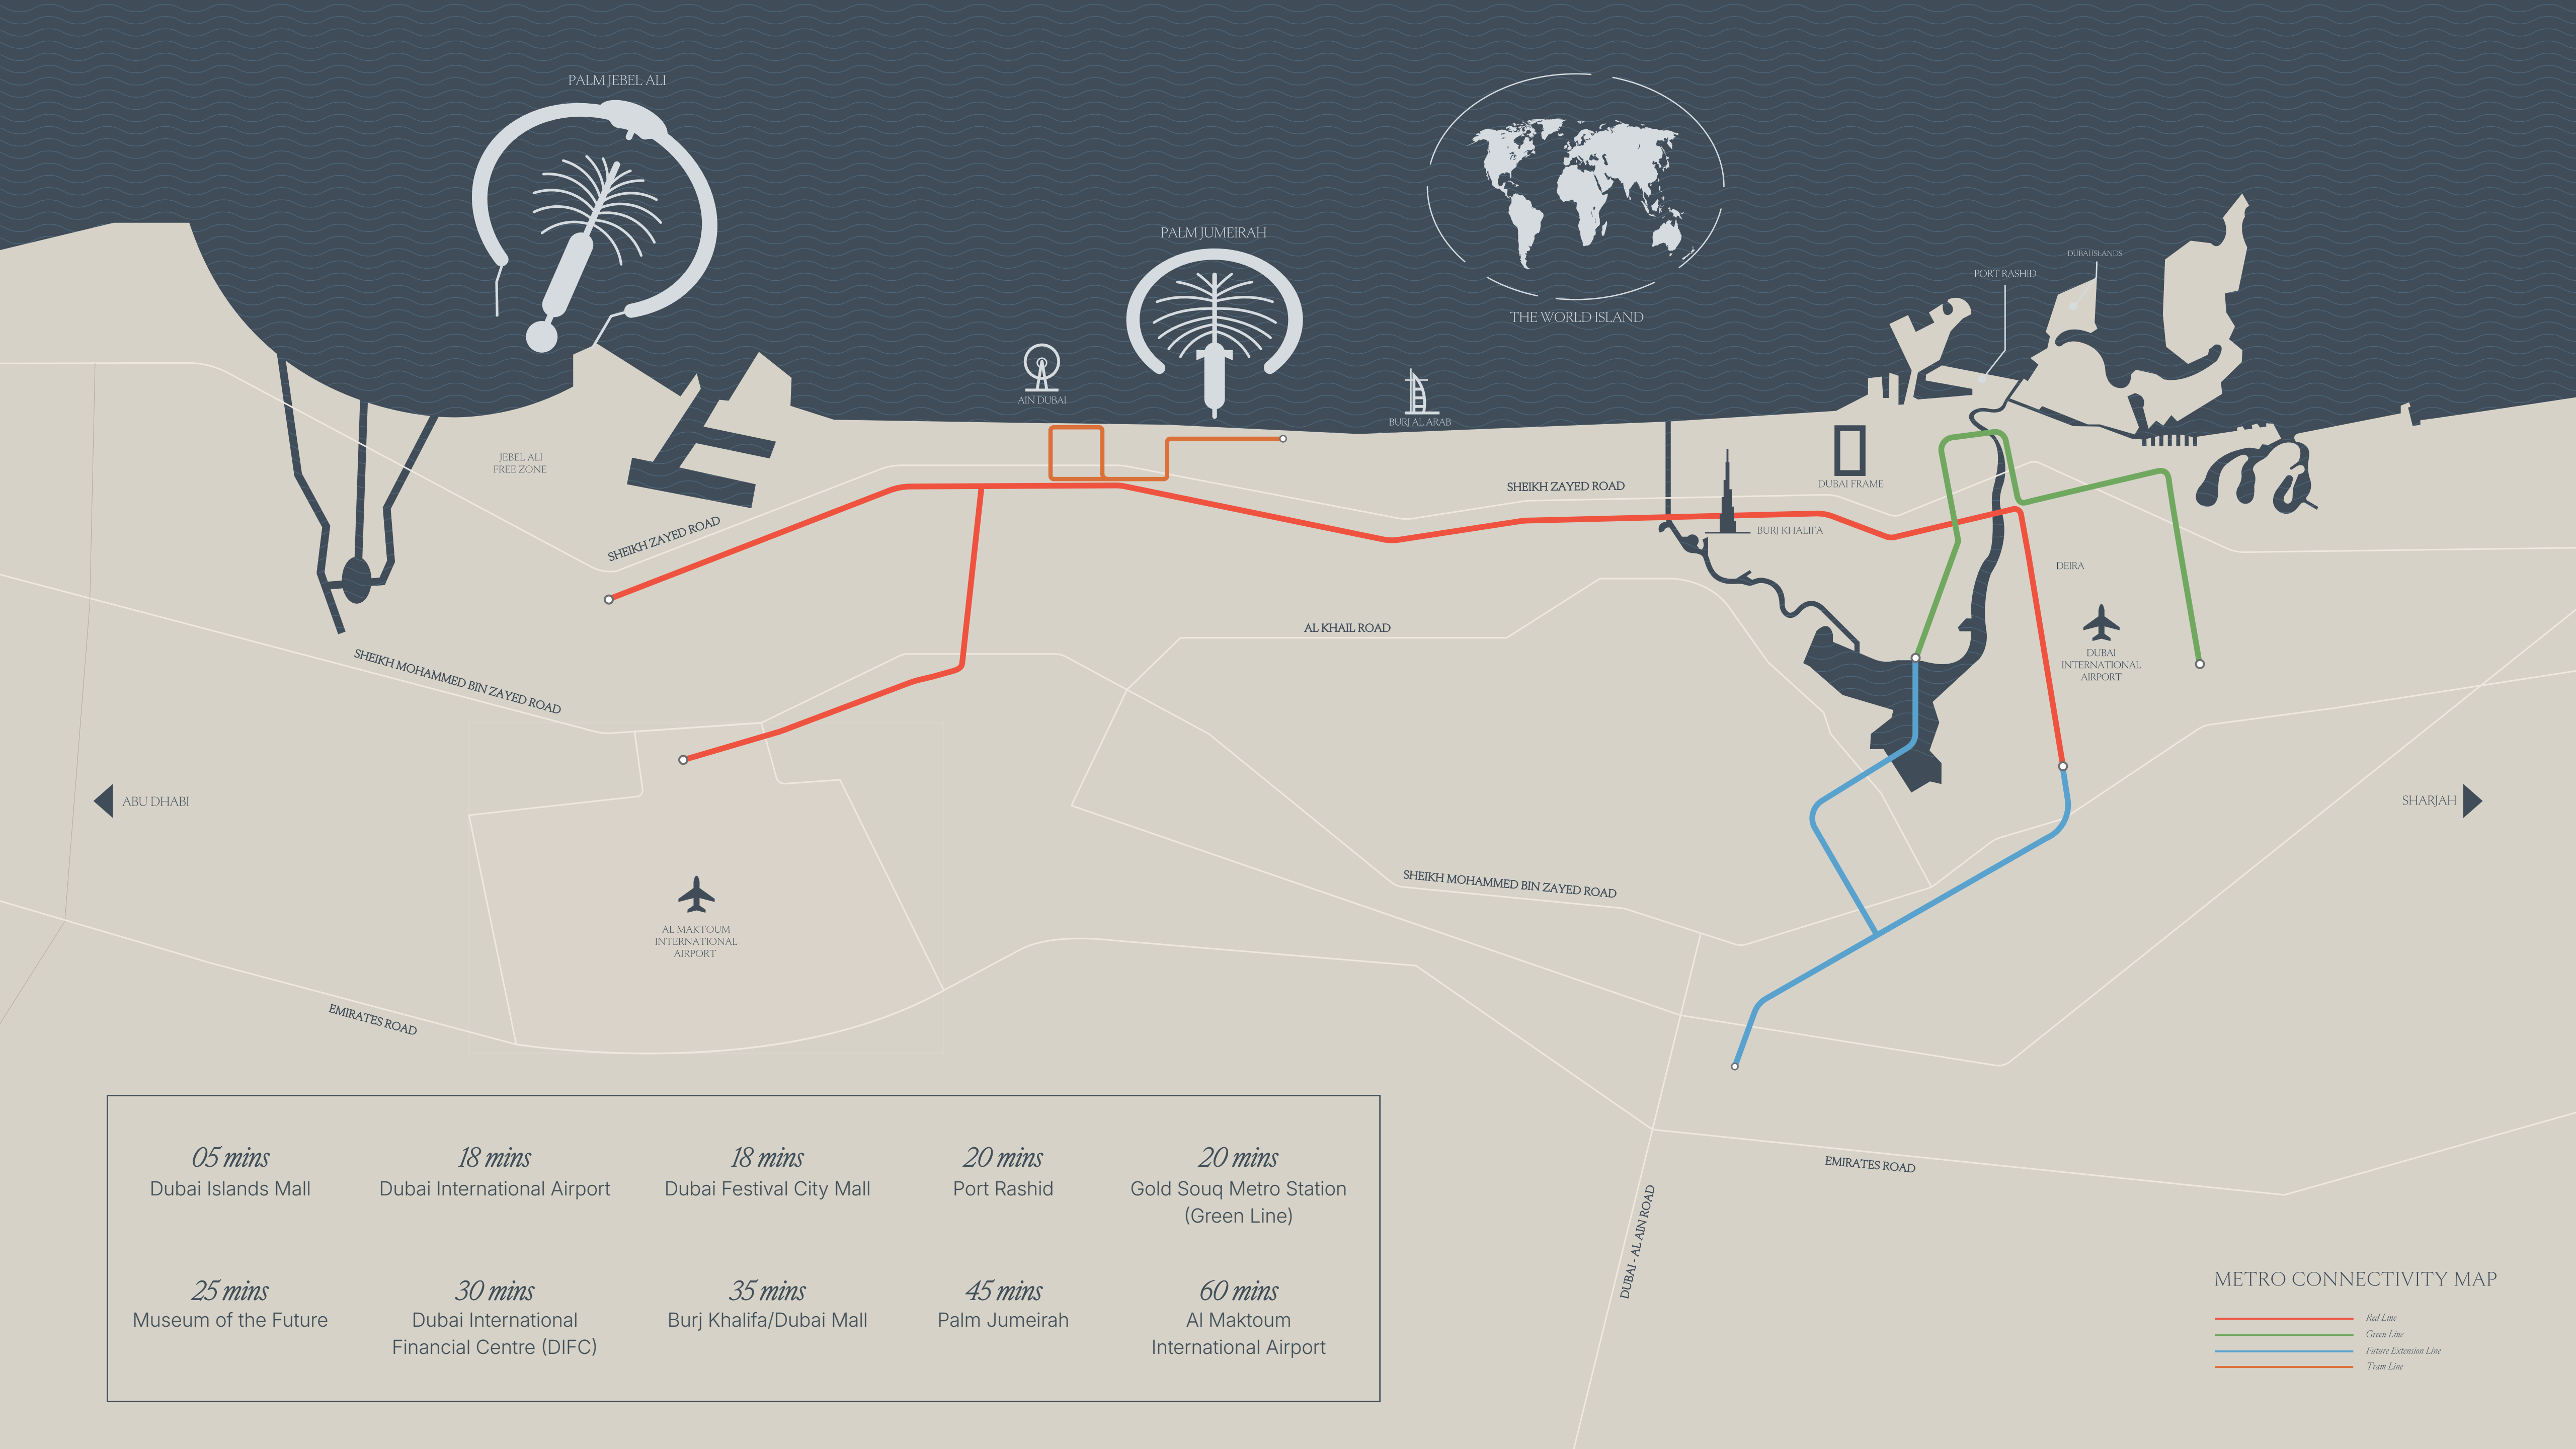 PALM JEBEL ALI
PALM JUMEIRAH
THE WORLD ISLAND
DUBAI ISLANDS
PORT RASHID
AIN DUBAI
BURJ AL ARAB
JEBEL ALI
FREE ZONE
SHEIKH ZAYED ROAD
SHEIKH ZAYED ROAD
DUBAI FRAME
BURJ KHALIFA
DEIRA
AL KHAIL ROAD
DUBAI
INTERNATIONAL
AIRPORT
SHEIKH MOHAMMED BIN ZAYED ROAD
ABU DHABI
SHARJAH
SHEIKH MOHAMMED BIN ZAYED ROAD
AL MAKTOUM
INTERNATIONAL
AIRPORT
EMIRATES ROAD
EMIRATES ROAD
DUBAI - AL AIN ROAD
05 mins
Dubai Islands Mall
18 mins
Dubai International Airport
18 mins
Dubai Festival City Mall
20 mins
Port Rashid
20 mins
Gold Souq Metro Station
(Green Line)
25 mins
Museum of the Future
30 mins
Dubai International
Financial Centre (DIFC)
35 mins
Burj Khalifa/Dubai Mall
45 mins
Palm Jumeirah
60 mins
Al Maktoum
International Airport
METRO CONNECTIVITY MAP
Red Line
Green Line
Future Extension Line
Tram Line